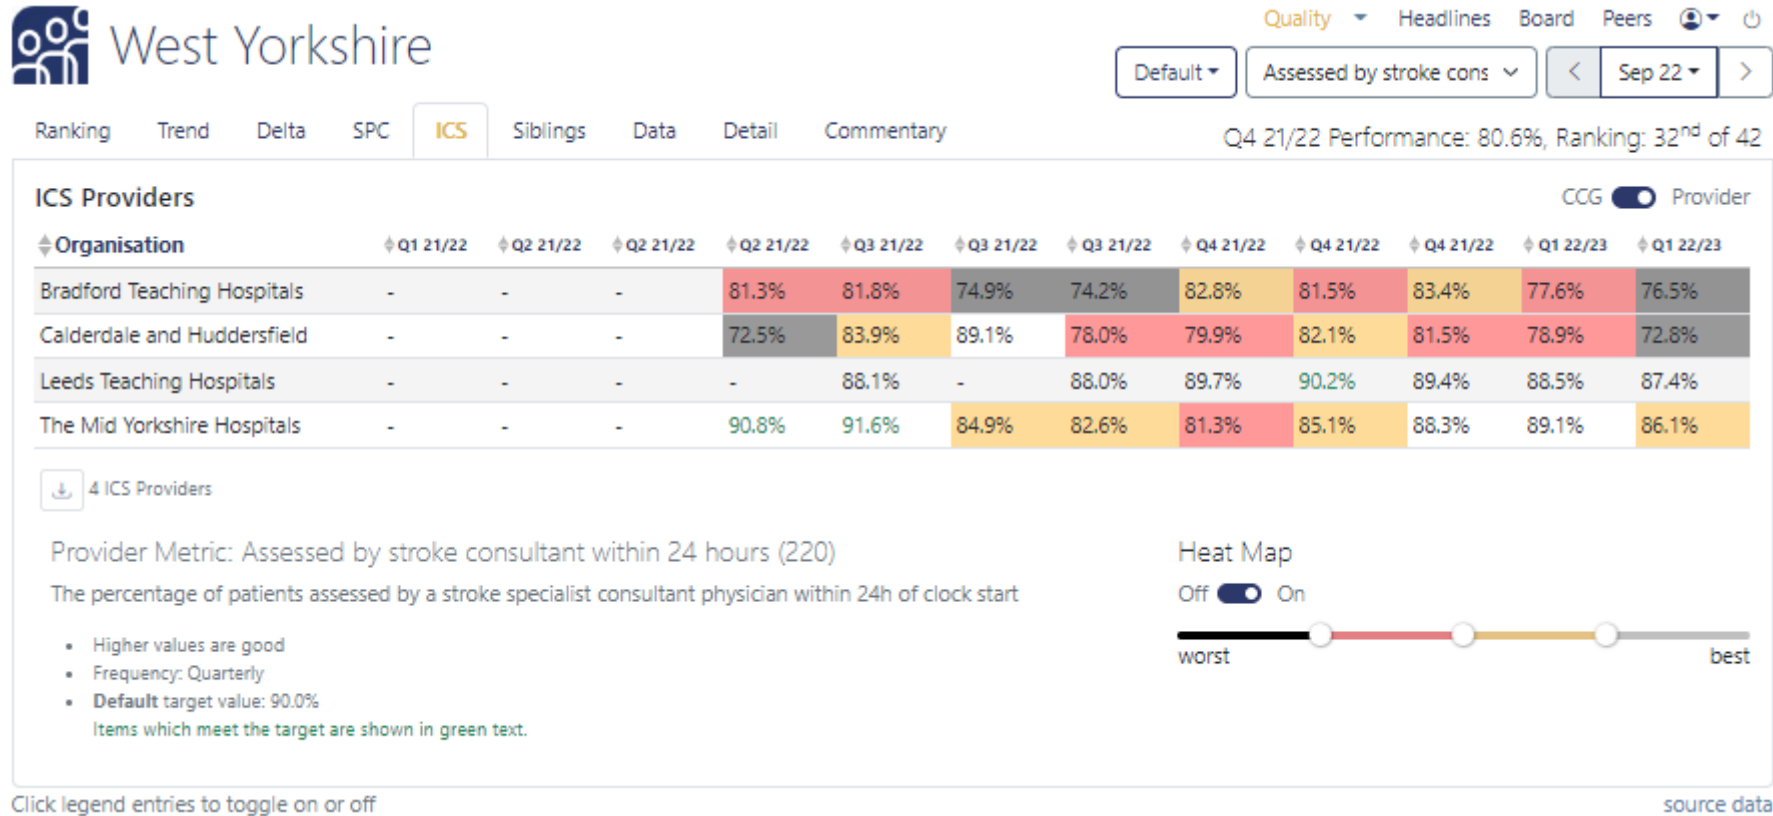 West Yorkshire
Quality Headlines Board Peers
Default Assessed by stroke cons Sep 22
Ranking Trend Delta SPC ICS Siblings Data Detail Commentary
Q4 21/22 Performance: 80.6%, Ranking: 32nd of 42
ICS Providers
CCG Provider
Organisation Q1 21/22 Q2 21/22 Q2 21/22 Q2 21/22 Q3 21/22 Q3 21/22 Q3 21/22 Q4 21/22 Q4 21/22 Q4 21/22 Q1 22/23 Q1 22/23
Bradford Teaching Hospitals - - - 81.3% 81.8% 74.9% 74.2% 82.8% 81.5% 83.4% 77.6% 76.5%
Calderdale and Huddersfield - - - 72.5% 83.9% 89.1% 78.0% 79.9% 82.1% 81.5% 78.9% 72.8%
Leeds Teaching Hospitals - - - - 88.1% - 88.0% 89.7% 90.2% 89.4% 88.5% 87.4%
The Mid Yorkshire Hospitals - - - 90.8% 91.6% 84.9% 82.6% 81.3% 85.1% 88.3% 89.1% 86.1%
4 ICS Providers
Provider Metric: Assessed by stroke consultant within 24 hours (220)
The percentage of patients assessed by a stroke specialist consultant physician within 24h of clock start
• Higher values are good
• Frequency: Quarterly
• Default target value: 90.0%
Items which meet the target are shown in green text.
Heat Map
Off On
worst best
Click legend entries to toggle on or off
source data